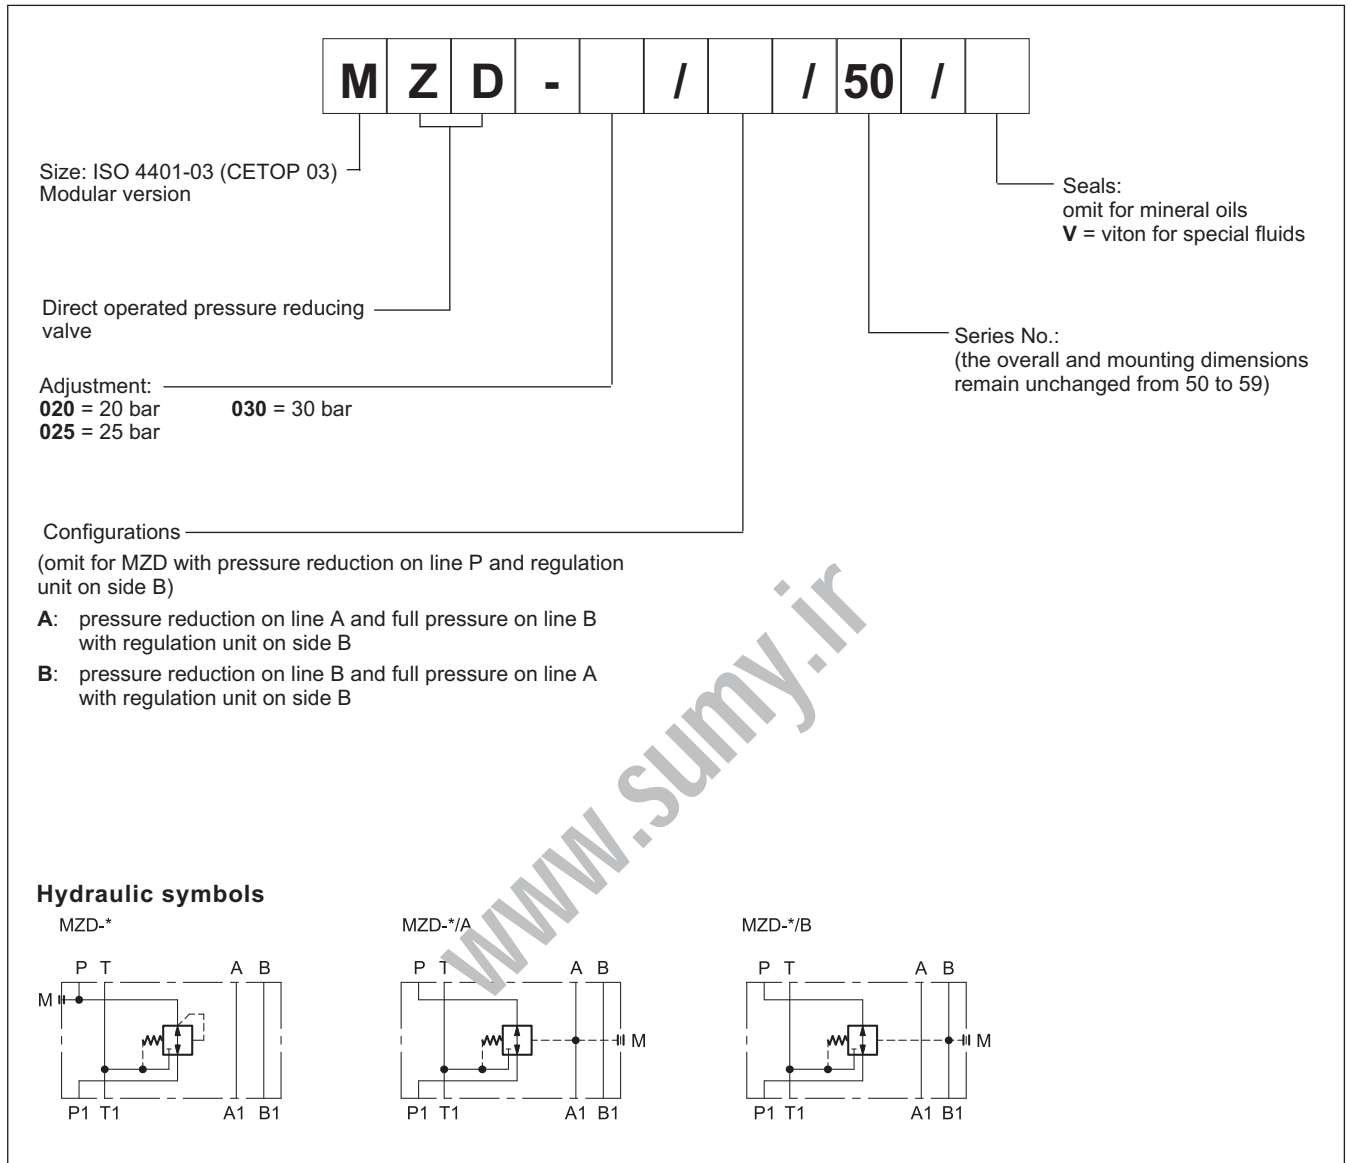 M Z D - / / 50 /
Size: ISO 4401-03 (CETOP 03)
Modular version
Seals:
omit for mineral oils
V = viton for special fluids
Direct operated pressure reducing
valve
Series No.:
(the overall and mounting dimensions
remain unchanged from 50 to 59)
Adjustment:
020 = 20 bar 030 = 30 bar
025 = 25 bar
Configurations
(omit for MZD with pressure reduction on line P and regulation
unit on side B)
A: pressure reduction on line A and full pressure on line B
with regulation unit on side B
B: pressure reduction on line B and full pressure on line A
with regulation unit on side B
www.sumy.ir
Hydraulic symbols
MZD-* MZD-*/A MZD-*/B
P T A B P T A B P T A B
M M M
P1 T1 A1 B1 P1 T1 A1 B1 P1 T1 A1 B1